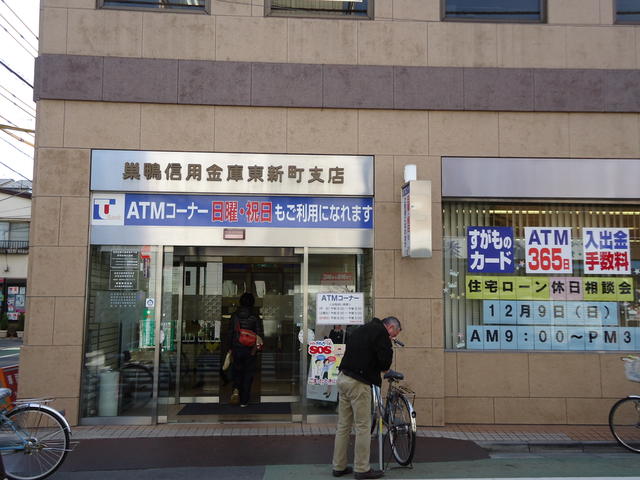 巣鴨信用金庫東新町支店
ATMコーナー 日曜・祝日もご利用になれます
ATMコーナー
SOS
すがもの
カード
ATM
365日
入出金
手数料
住宅ローン休日相談会
12月9日(日)
AM9:00~PM3